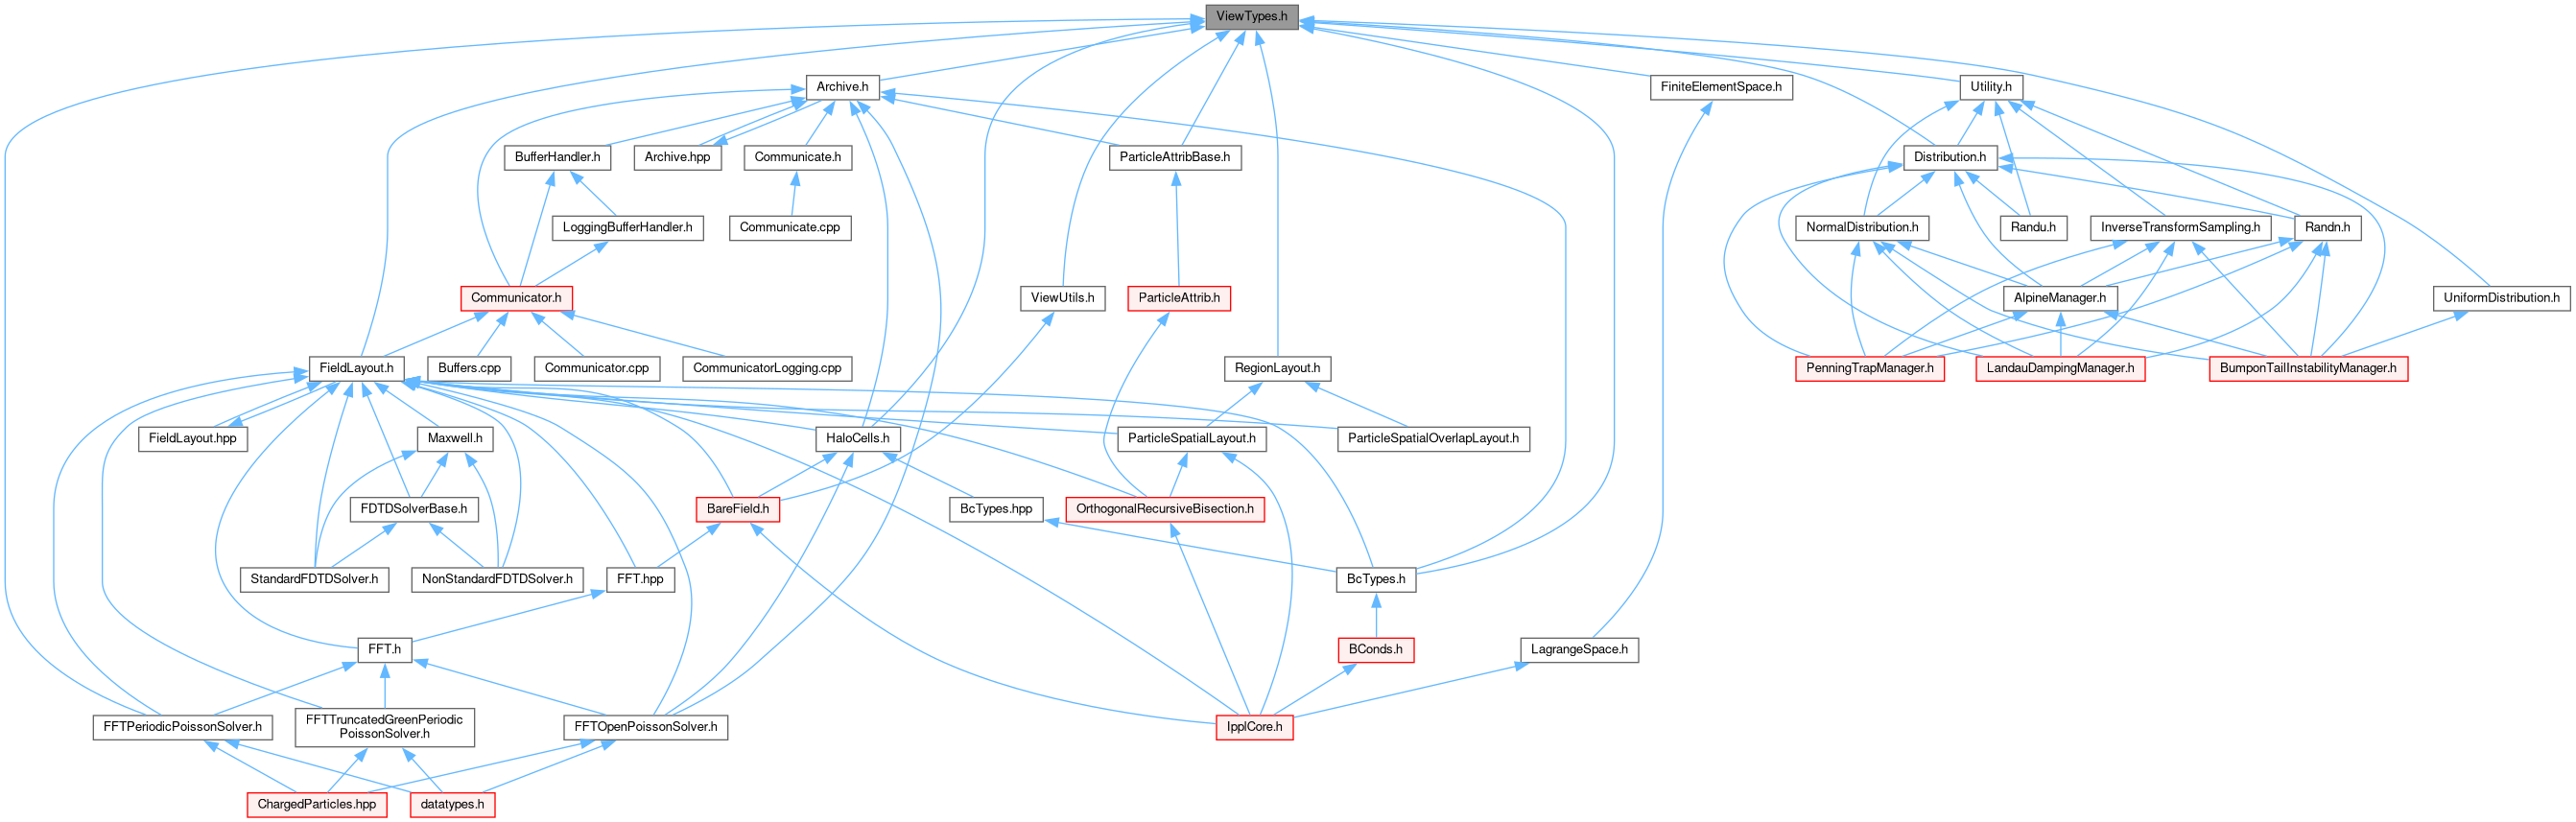 ViewTypes.h
Archive.h
FiniteElementSpace.h
Utility.h
BufferHandler.h
Archive.hpp
Communicate.h
ParticleAttribBase.h
Distribution.h
LoggingBufferHandler.h
Communicate.cpp
NormalDistribution.h
Randu.h
InverseTransformSampling.h
Randn.h
Communicator.h
ViewUtils.h
ParticleAttrib.h
AlpineManager.h
UniformDistribution.h
FieldLayout.h
Buffers.cpp
Communicator.cpp
CommunicatorLogging.cpp
RegionLayout.h
PenningTrapManager.h
LandauDampingManager.h
BumponTailInstabilityManager.h
FieldLayout.hpp
Maxwell.h
HaloCells.h
ParticleSpatialLayout.h
ParticleSpatialOverlapLayout.h
FDTDSolverBase.h
BareField.h
BcTypes.hpp
OrthogonalRecursiveBisection.h
StandardFDTDSolver.h
NonStandardFDTDSolver.h
FFT.hpp
BcTypes.h
FFT.h
BConds.h
LagrangeSpace.h
FFTPeriodicPoissonSolver.h
FFTTruncatedGreenPeriodic
PoissonSolver.h
FFTOpenPoissonSolver.h
IpplCore.h
ChargedParticles.hpp
datatypes.h